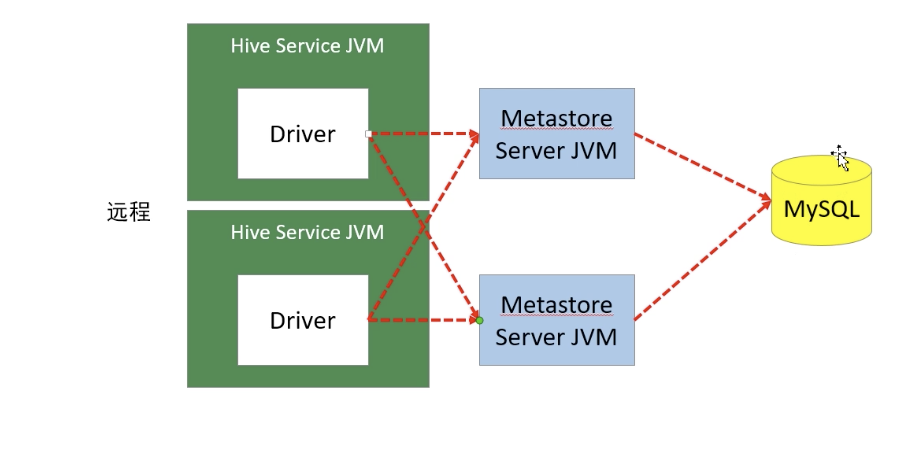 Hive Service JVM
Driver
Metastore
Server JVM
MySQL
远程
Hive Service JVM
Driver
Metastore
Server JVM